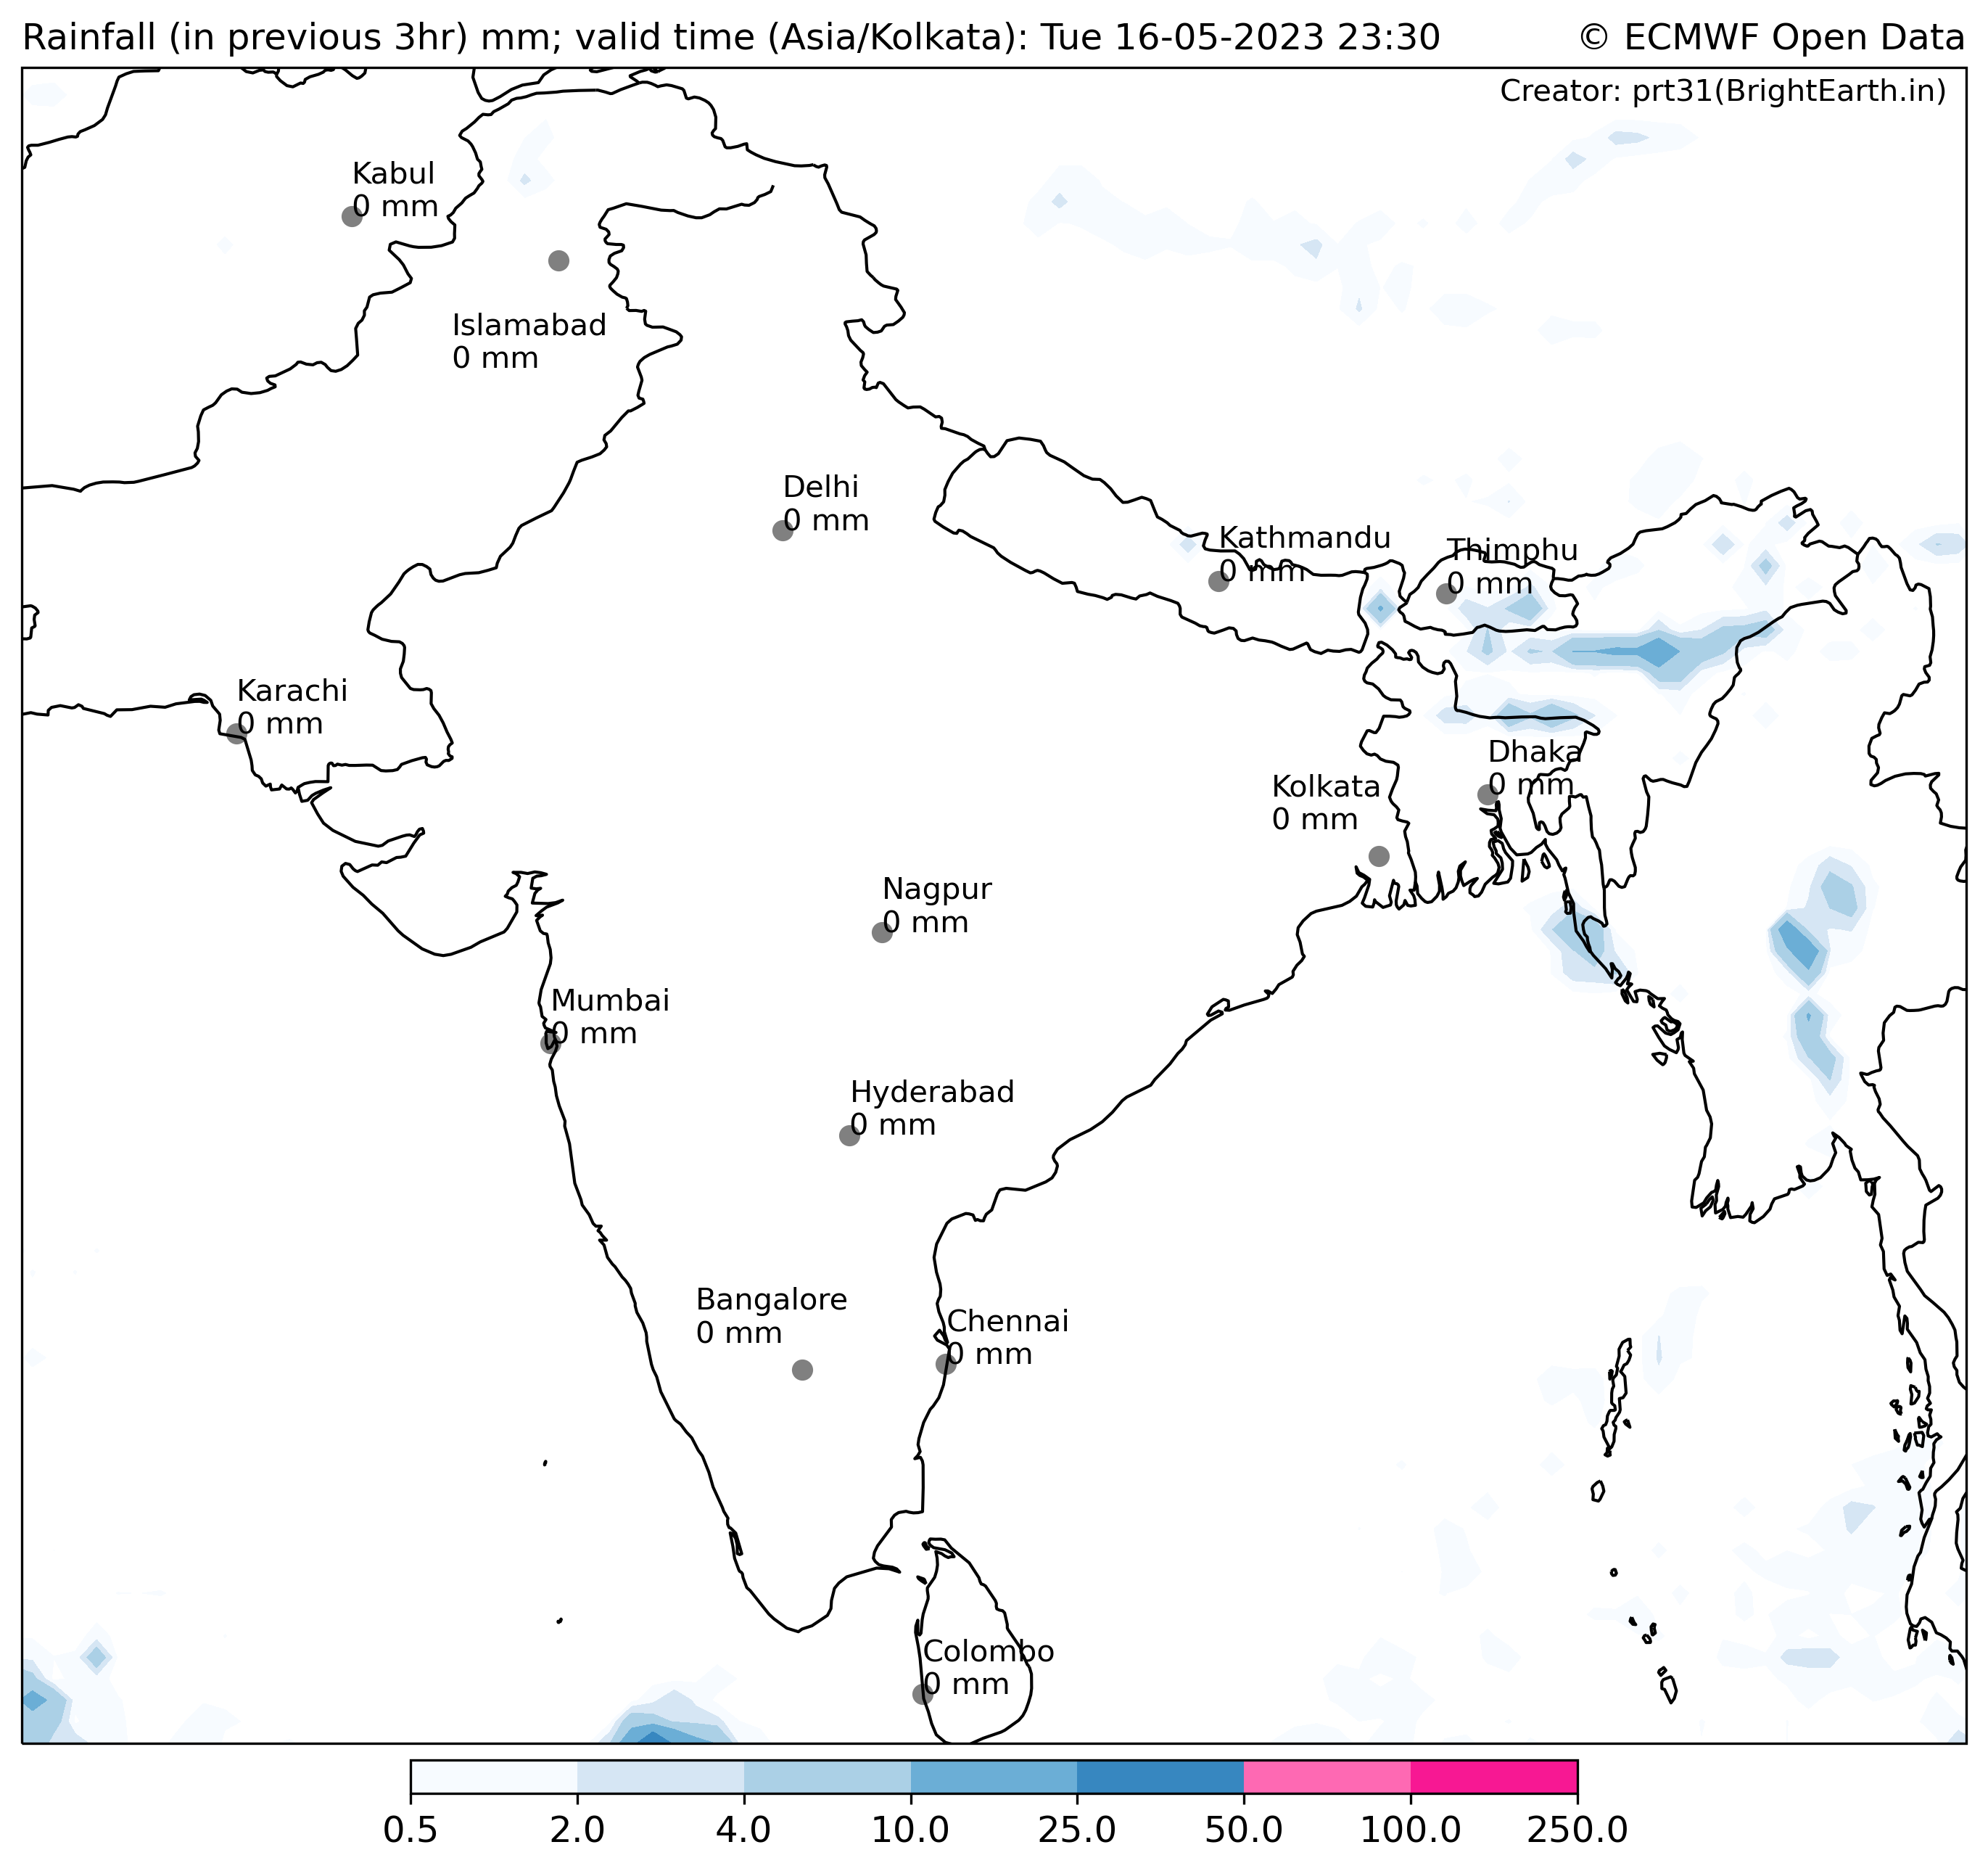 Rainfall (in previous 3hr) mm; valid time (Asia/Kolkata): Tue 16-05-2023 23:30
© ECMWF Open Data
Creator: prt31(BrightEarth.in)
Kabul
0 mm
Islamabad
0 mm
Delhi
0 mm
Kathmandu
0 mm
Thimphu
0 mm
Karachi
0 mm
Dhaka
0 mm
Kolkata
0 mm
Nagpur
0 mm
Mumbai
0 mm
Hyderabad
0 mm
Bangalore
0 mm
Chennai
0 mm
Colombo
0 mm
0.5 2.0 4.0 10.0 25.0 50.0 100.0 250.0